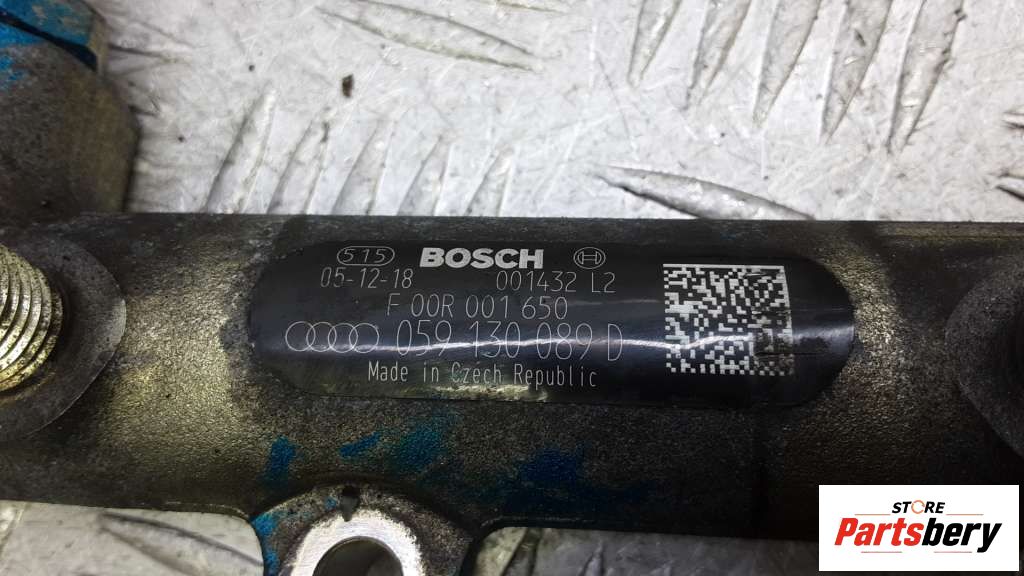 515 BOSCH
05-12-18 001432 L2
F 00R 001 650
059 130 089 D
Made in Czech Republic
STORE
Partsbery